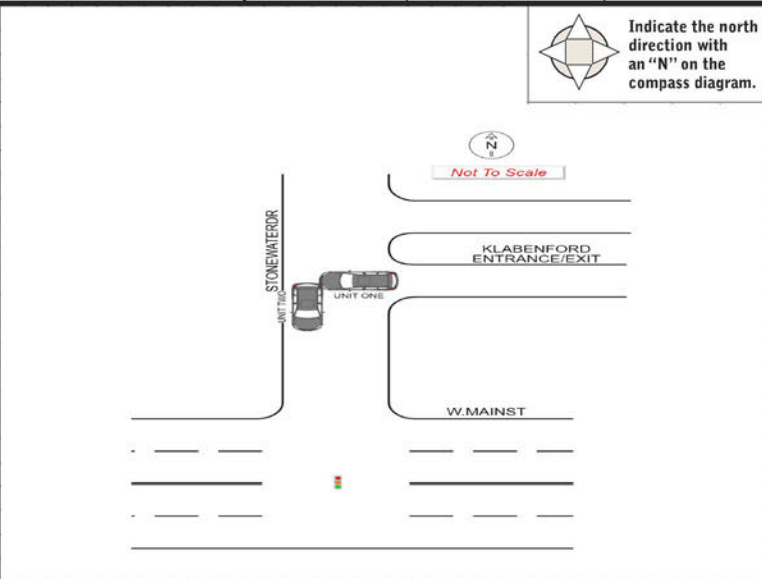 Indicate the north
direction with
an “N” on the
compass diagram.
N
Not To Scale
STONEWATERDR
KLABENFORD
ENTRANCE/EXIT
UNIT TWO
UNIT ONE
W.MAINST